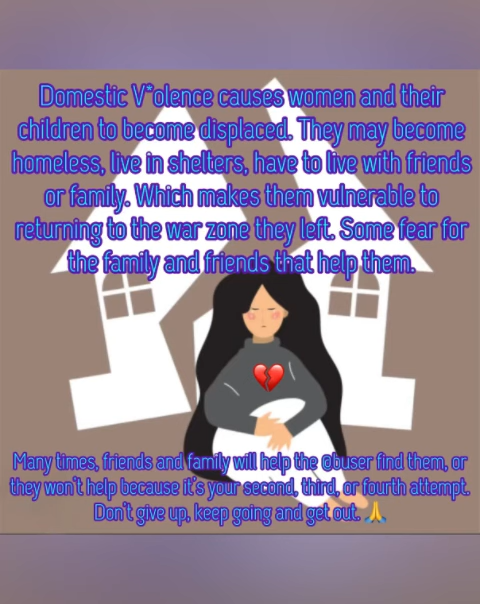 Domestic V*olence causes women and their
children to become displaced. They may become
homeless, live in shelters, have to live with friends
or family. Which makes them vulnerable to
returning to the war zone they left. Some fear for
the family and friends that help them.
Many times, friends and family will help the @buser find them, or
they won't help because it's your second, third, or fourth attempt.
Don't give up, keep going and get out. 🙏